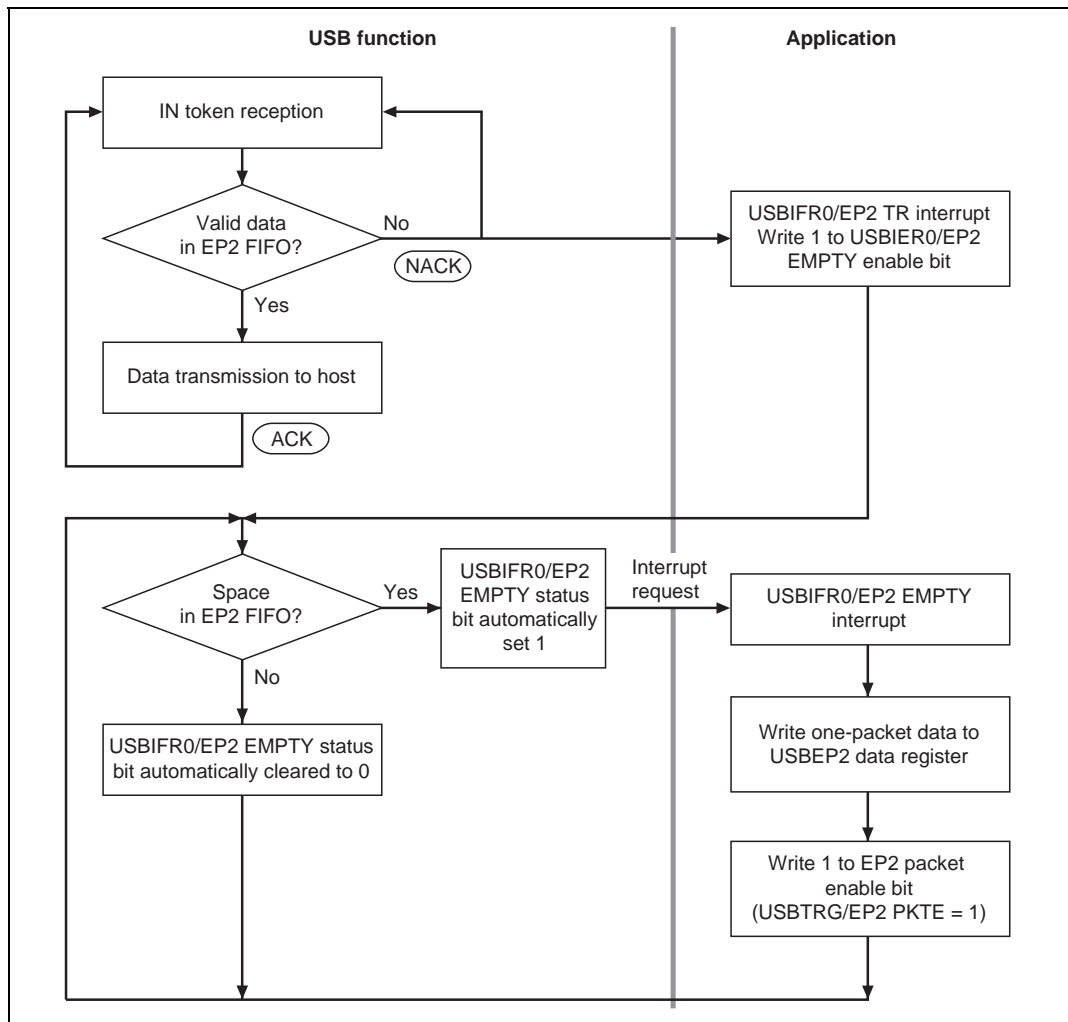 USB function
Application
IN token reception
Valid data
in EP2 FIFO?
No
NACK
USBIFR0/EP2 TR interrupt
Write 1 to USBIER0/EP2
EMPTY enable bit
Yes
Data transmission to host
ACK
Space
in EP2 FIFO?
Yes
USBIFR0/EP2
EMPTY status
bit automatically
set 1
Interrupt
request
USBIFR0/EP2 EMPTY
interrupt
No
USBIFR0/EP2 EMPTY status
bit automatically cleared to 0
Write one-packet data to
USBEP2 data register
Write 1 to EP2 packet
enable bit
(USBTRG/EP2 PKTE = 1)